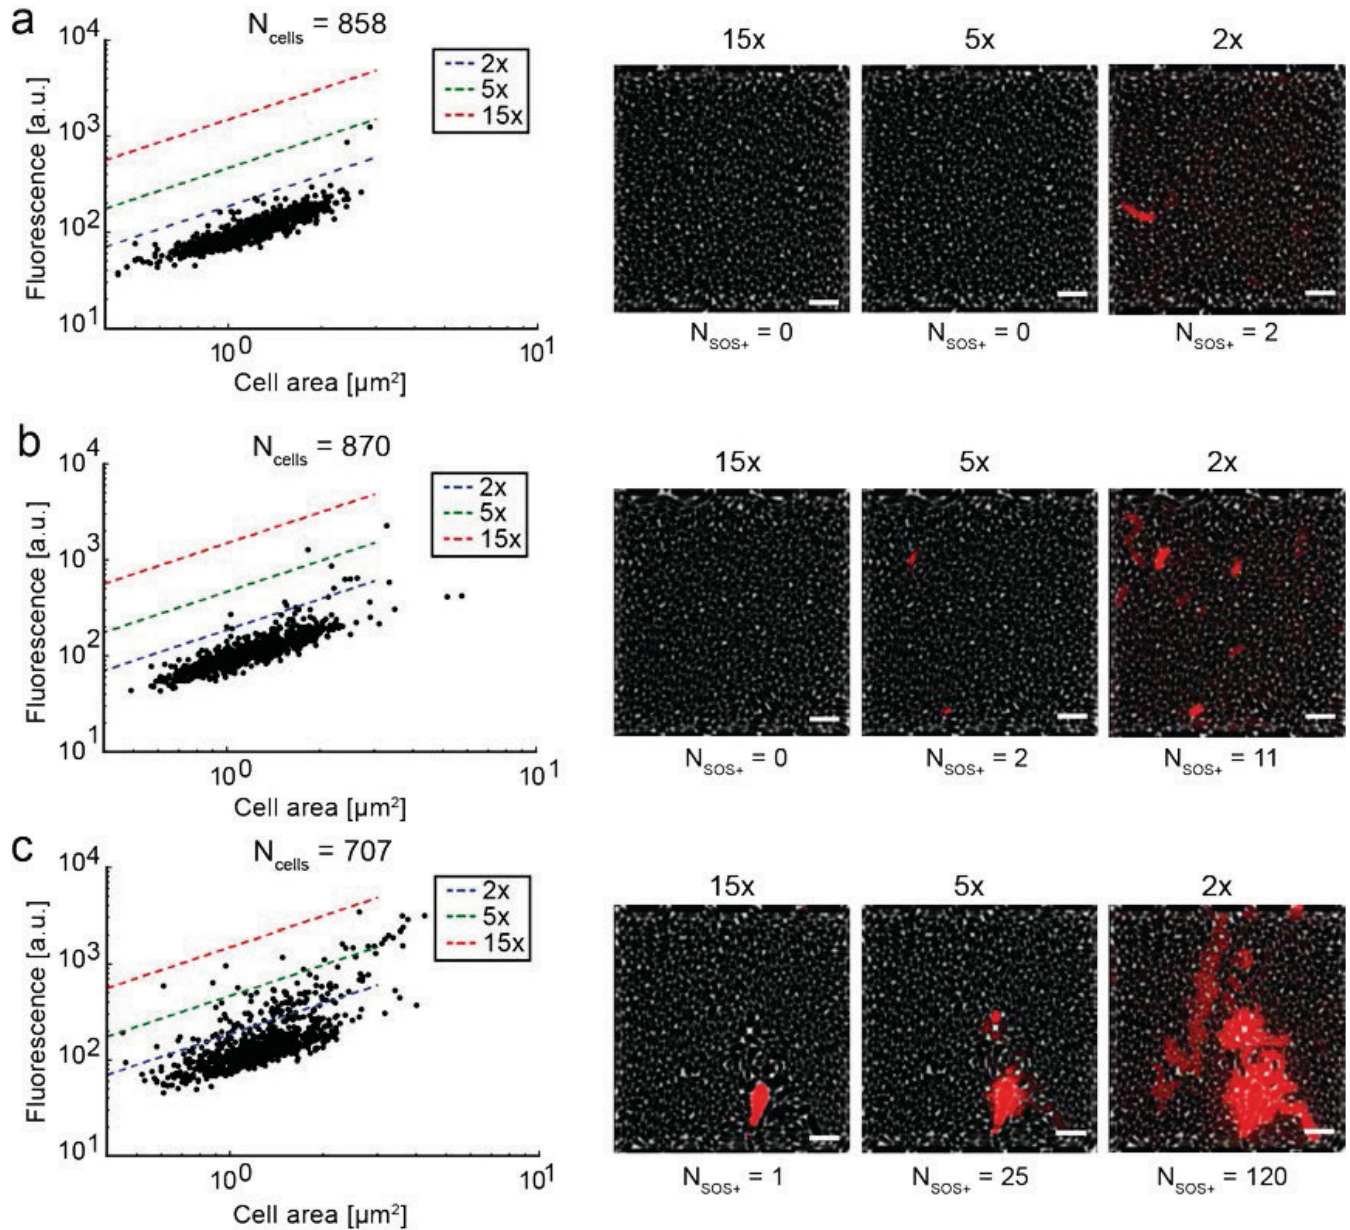 a
N_cells = 858
10^4
10^3
10^2
10^1
Fluorescence [a.u.]
2x
5x
15x
10^0
10^1
Cell area [µm²]
15x
5x
2x
N_SOS+ = 0
N_SOS+ = 0
N_SOS+ = 2
b
N_cells = 870
10^4
10^3
10^2
10^1
Fluorescence [a.u.]
2x
5x
15x
10^0
10^1
Cell area [µm²]
15x
5x
2x
N_SOS+ = 0
N_SOS+ = 2
N_SOS+ = 11
c
N_cells = 707
10^4
10^3
10^2
10^1
Fluorescence [a.u.]
2x
5x
15x
10^0
10^1
Cell area [µm²]
15x
5x
2x
N_SOS+ = 1
N_SOS+ = 25
N_SOS+ = 120